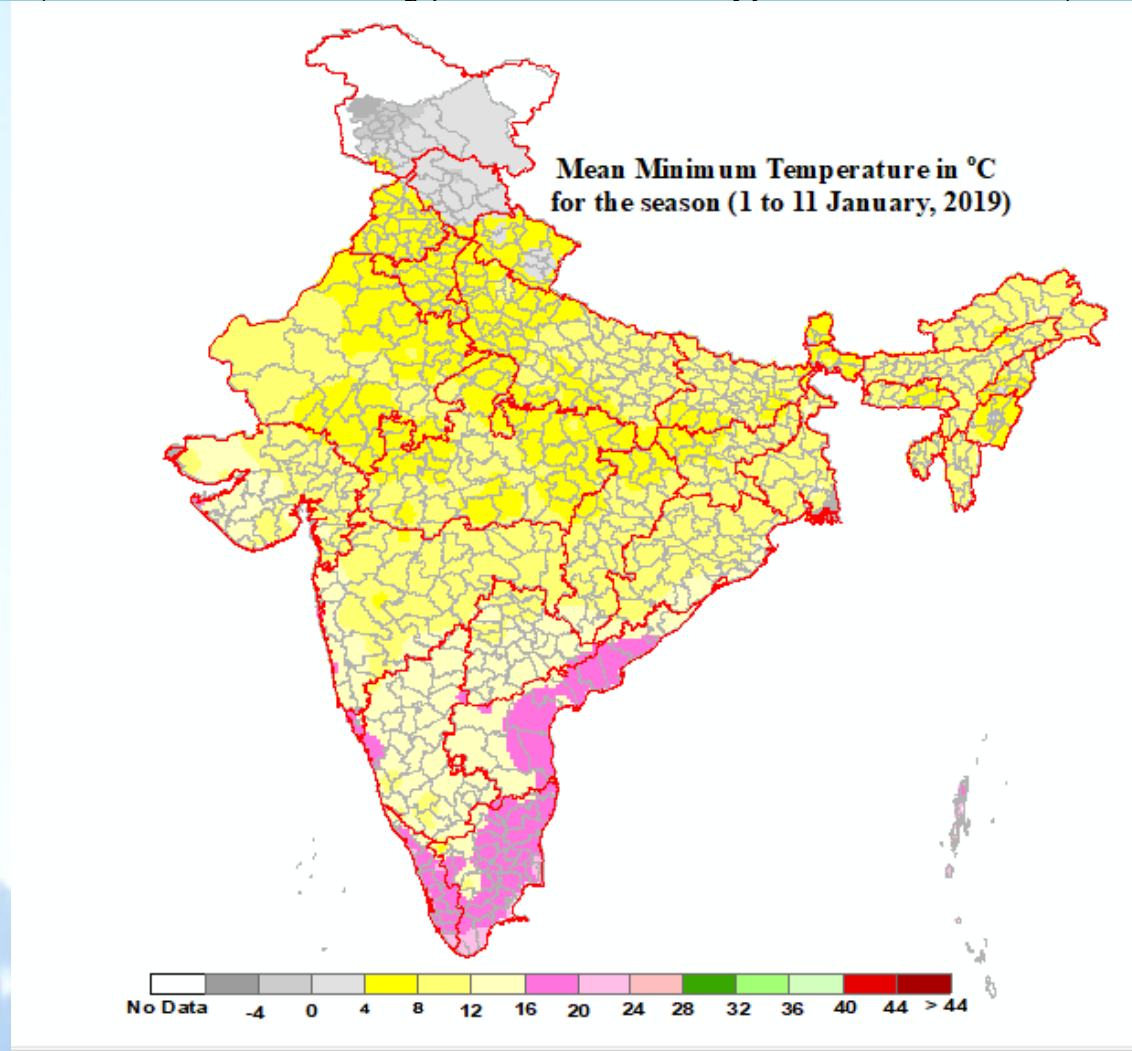 Mean Minimum Temperature in °C
for the season (1 to 11 January, 2019)
No Data -4 0 4 8 12 16 20 24 28 32 36 40 44 > 44